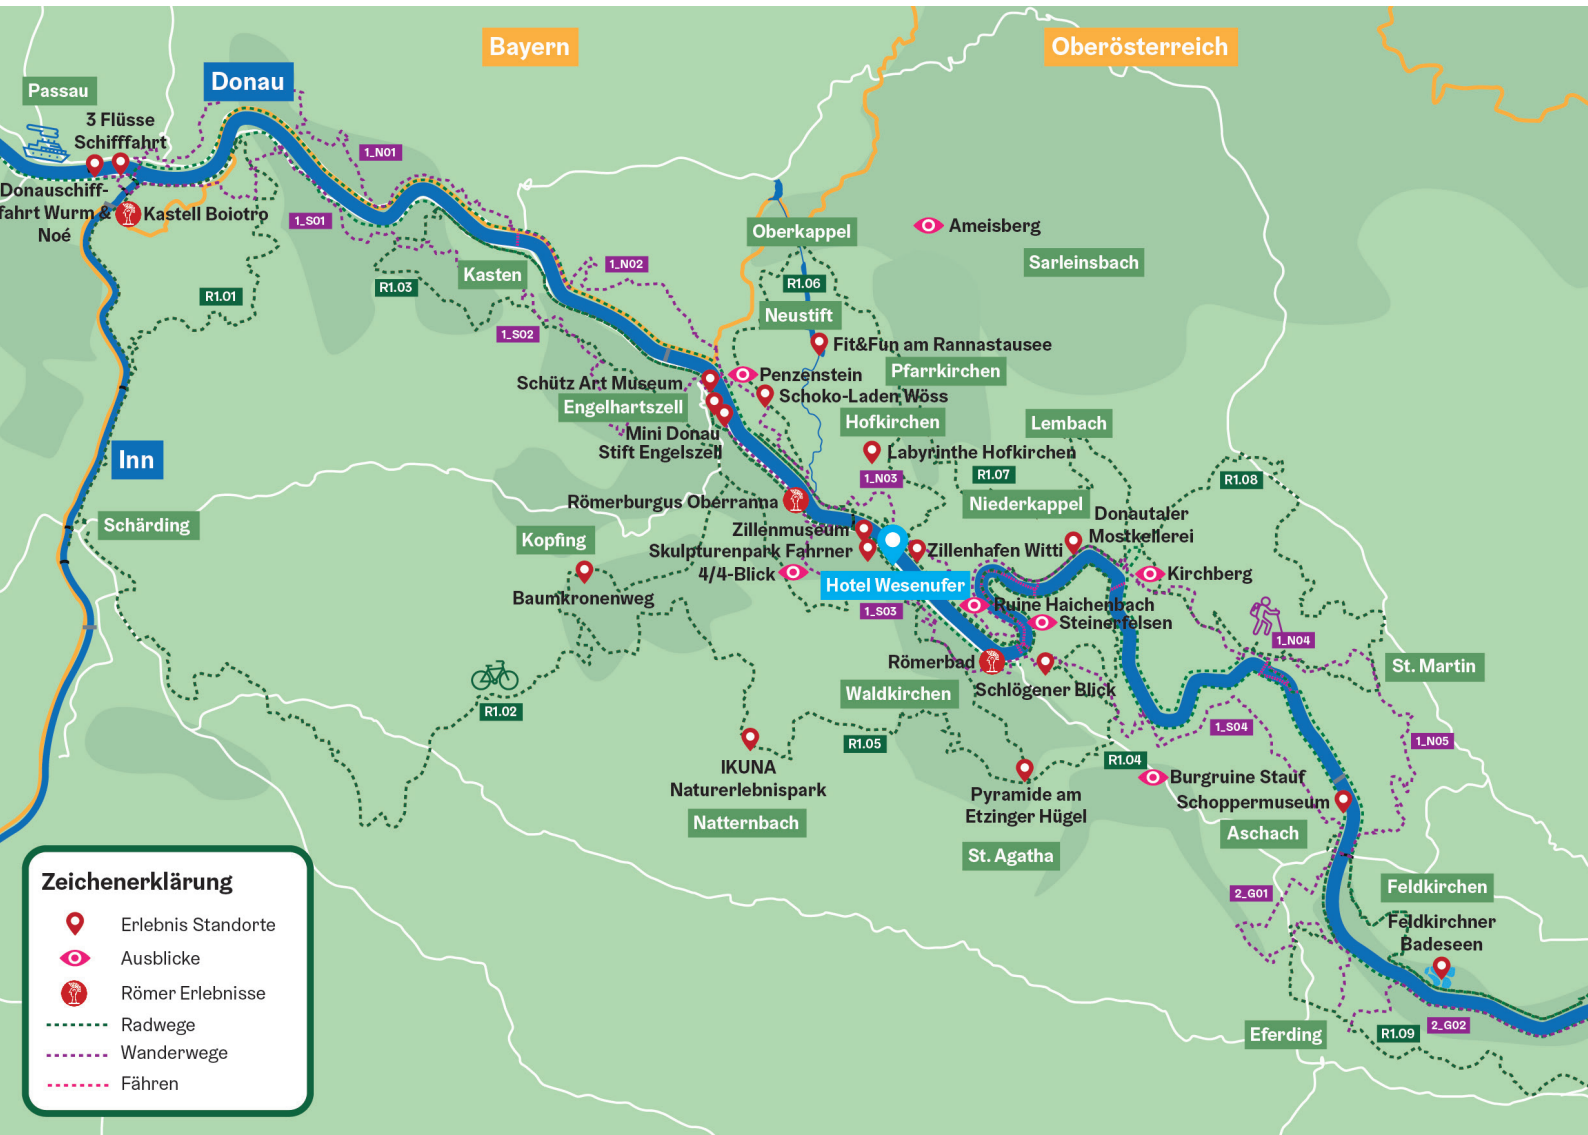 Bayern
Oberösterreich
Donau
Passau
3 Flüsse
Schifffahrt
1_N01
Donauschiff-
fahrt Wurm &
Noé
Kastell Boiotro
1_S01
Oberkappel
Ameisberg
Sarleinsbach
Kasten
1_N02
R1.03
R1.01
R1.06
Neustift
1_S02
Fit&Fun am Rannastausee
Pfarrkirchen
Penzenstein
Schütz Art Museum
Schoko-Laden Wöss
Engelhartszell
Hofkirchen
Lembach
Mini Donau
Stift Engelszell
Labyrinthe Hofkirchen
Inn
1_N03
R1.07
R1.08
Römerburgus Oberranna
Niederkappel
Donautaler
Mostkellerei
Schärding
Zillenmuseum
Kopfing
Skulpturenpark Fahrner
Zillenhafen Witti
4/4-Blick
Kirchberg
Hotel Wesenufer
Baumkronenweg
1_S03
Ruine Haichenbach
Steinerfelsen
1_N04
Römerbad
St. Martin
Schlögener Blick
Waldkirchen
R1.02
1_S04
R1.05
1_N05
R1.04
IKUNA
Naturerlebnispark
Burgruine Stauf
Pyramide am
Etzinger Hügel
Schoppermuseum
Natternbach
Aschach
St. Agatha
Feldkirchen
2_G01
Feldkirchner
Badeseen
Eferding
R1.09
2_G02
Zeichenerklärung
Erlebnis Standorte
Ausblicke
Römer Erlebnisse
Radwege
Wanderwege
Fähren